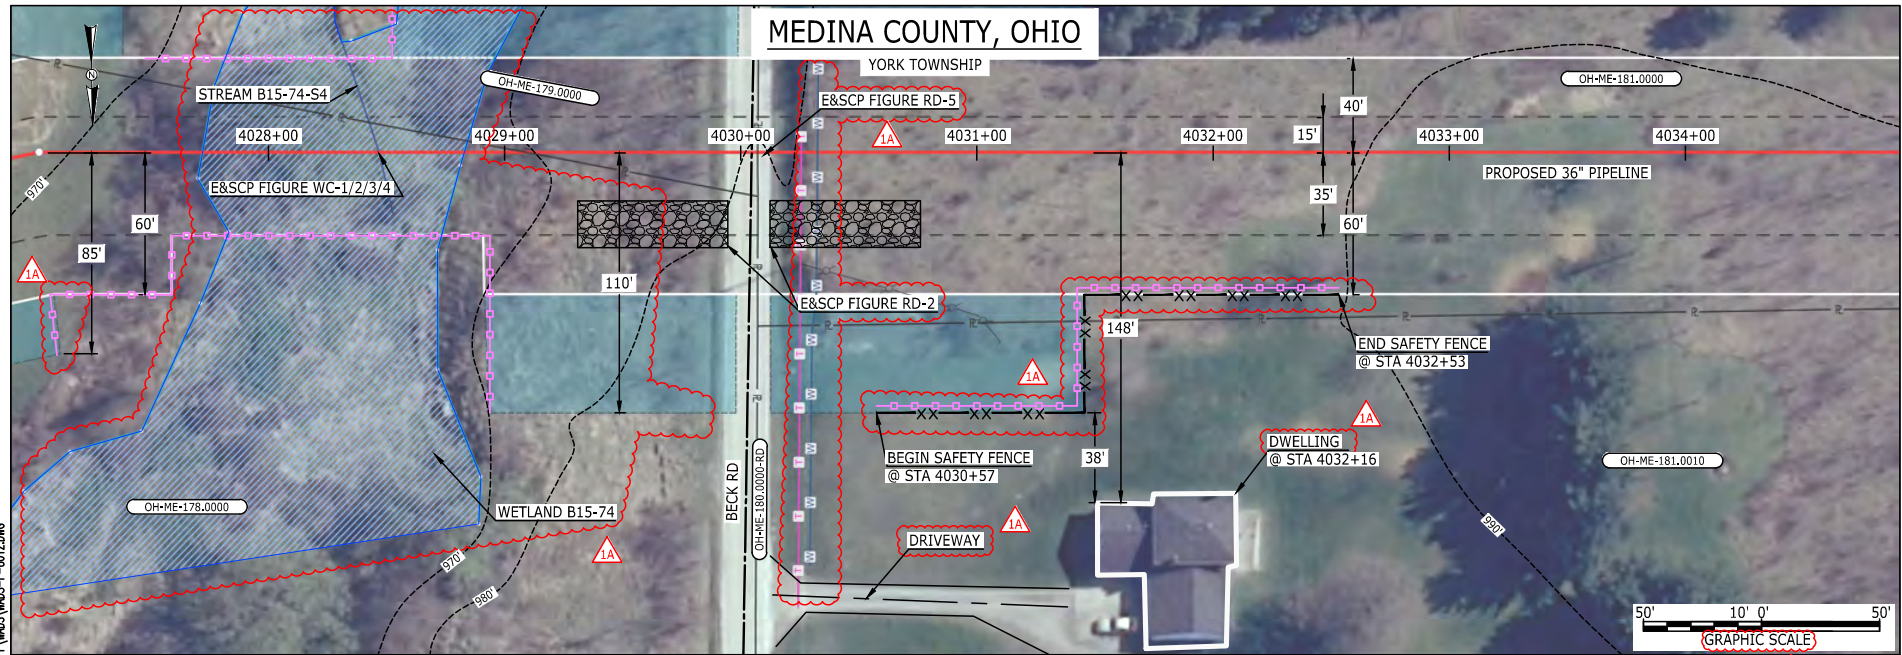 MEDINA COUNTY, OHIO
YORK TOWNSHIP
STREAM B15-74-S4
OH-ME-179.0000
E&SCP FIGURE RD-5
OH-ME-181.0000
40'
15'
1A
4028+00
4029+00
4030+00
4031+00
4032+00
4033+00
4034+00
PROPOSED 36" PIPELINE
970'
E&SCP FIGURE WC-1/2/3/4
35'
60'
60'
85'
1A
110'
E&SCP FIGURE RD-2
148'
END SAFETY FENCE
@ STA 4032+53
1A
1A
BEGIN SAFETY FENCE
@ STA 4030+57
38'
DWELLING
@ STA 4032+16
OH-ME-181.0010
OH-ME-178.0000
WETLAND B15-74
BECK RD
OH-ME-180.0000-RD
DRIVEWAY
1A
1A
990'
970'
980'
50'
10'
0'
50'
GRAPHIC SCALE
T
T
T
T
T
T
T
W
W
W
W
W
W
W
W
N